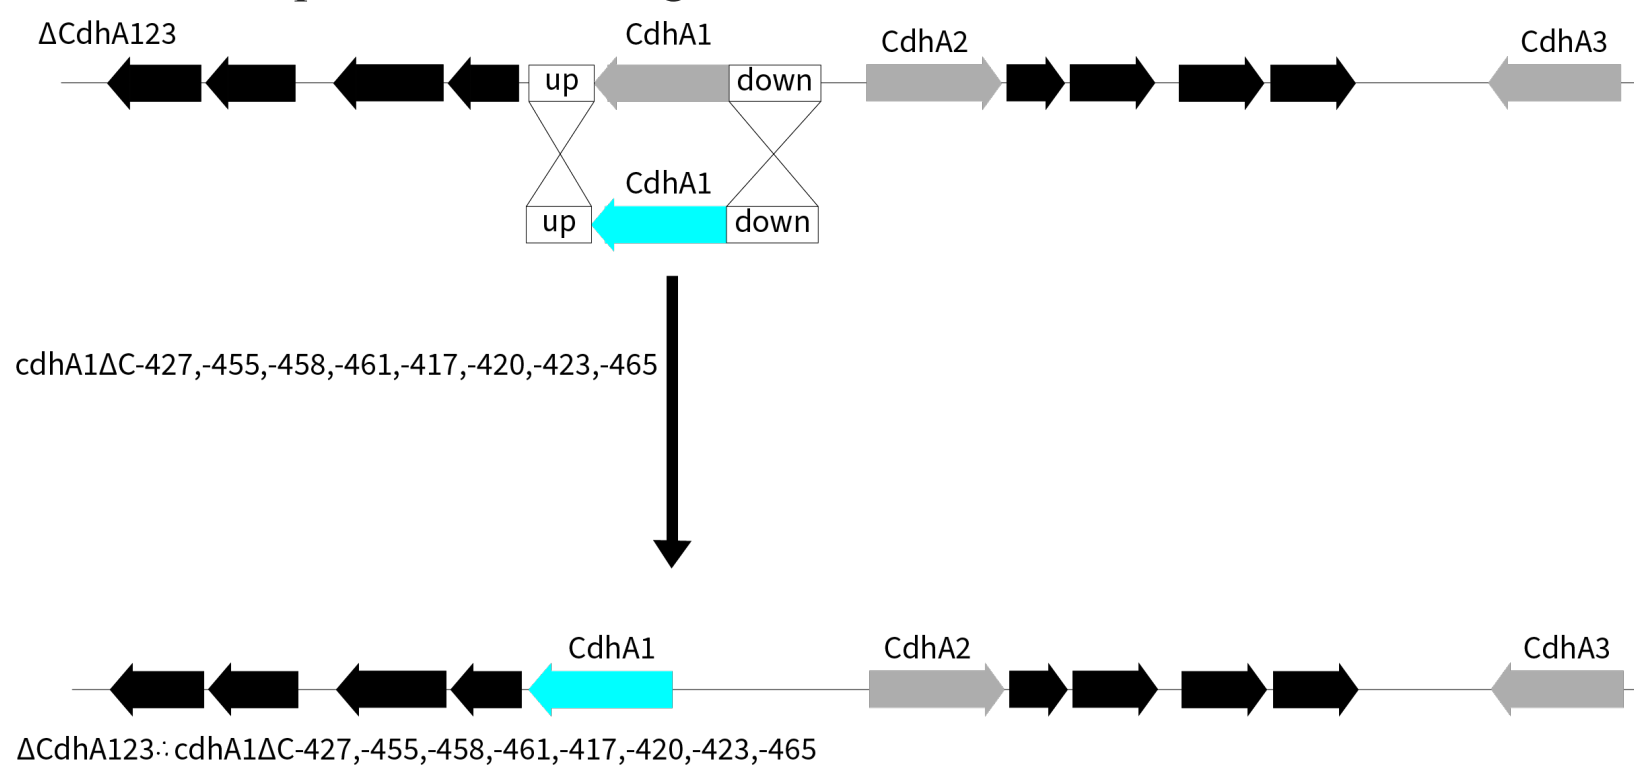 ΔCdhA123
CdhA1
CdhA2
CdhA3
up
down
CdhA1
up
down
cdhA1ΔC-427,-455,-458,-461,-417,-420,-423,-465
CdhA1
CdhA2
CdhA3
ΔCdhA123∴cdhA1ΔC-427,-455,-458,-461,-417,-420,-423,-465